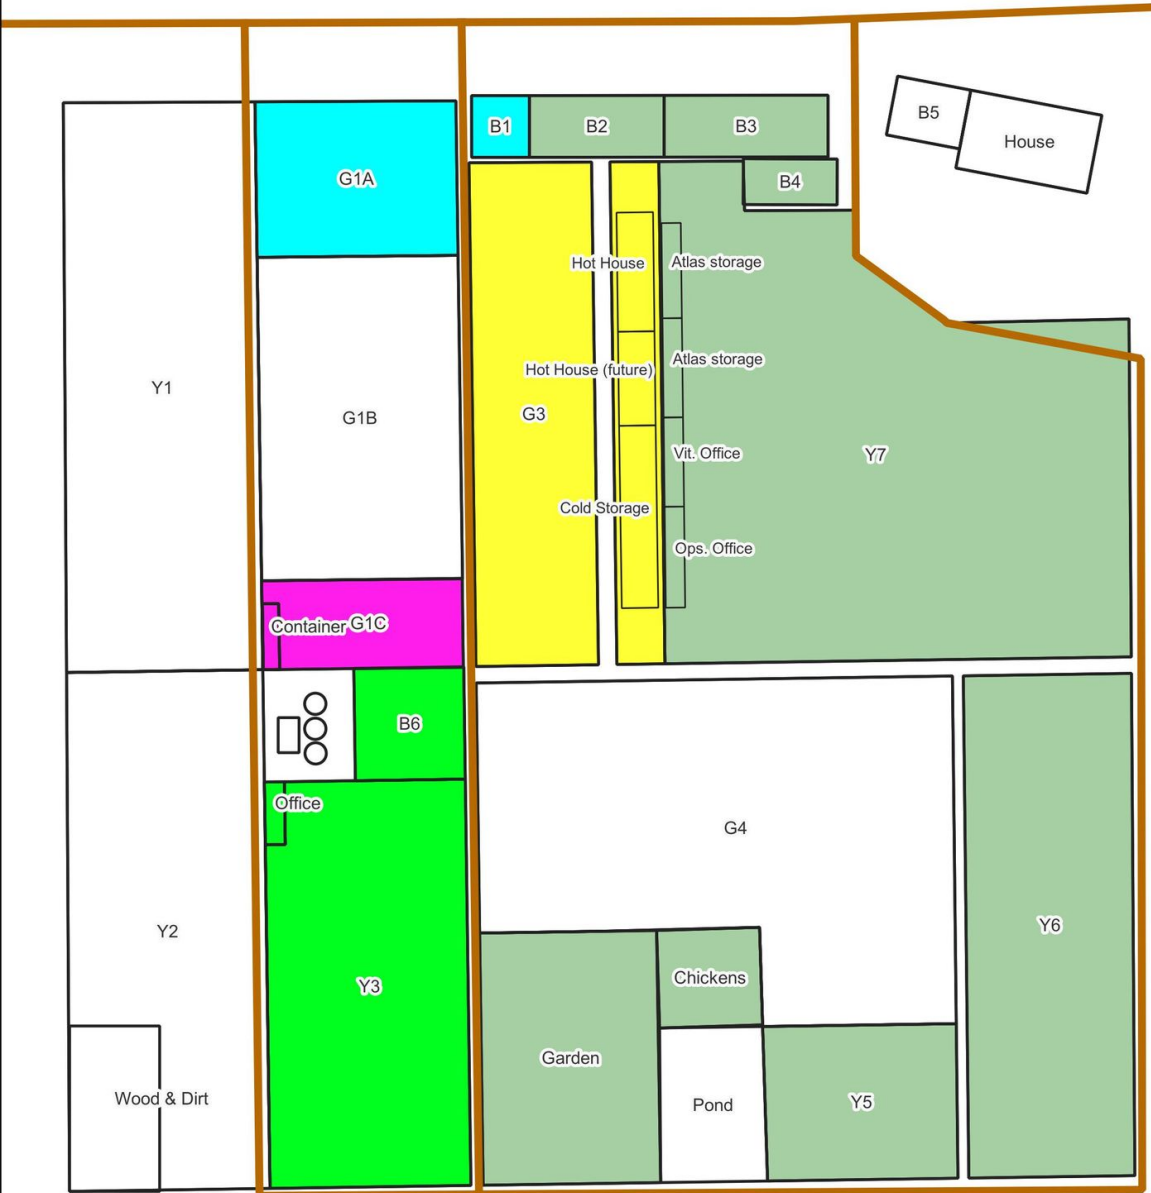 B5
House
B1
B2
B3
G1A
B4
Hot House
Atlas storage
Hot House (future)
Atlas storage
Y1
G1B
G3
Vit. Office
Y7
Cold Storage
Ops. Office
Container
G1C
B6
Office
G4
Y2
Y6
Chickens
Y3
Garden
Wood & Dirt
Pond
Y5